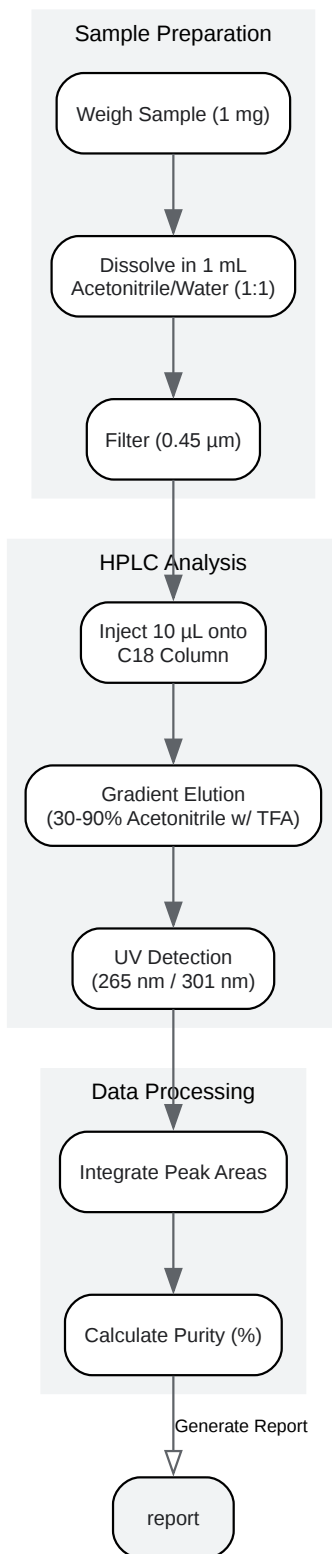 Sample Preparation
Weigh Sample (1 mg)
Dissolve in 1 mL
Acetonitrile/Water (1:1)
Filter (0.45 µm)
HPLC Analysis
Inject 10 µL onto
C18 Column
Gradient Elution
(30-90% Acetonitrile w/ TFA)
UV Detection
(265 nm / 301 nm)
Data Processing
Integrate Peak Areas
Calculate Purity (%)
Generate Report
report